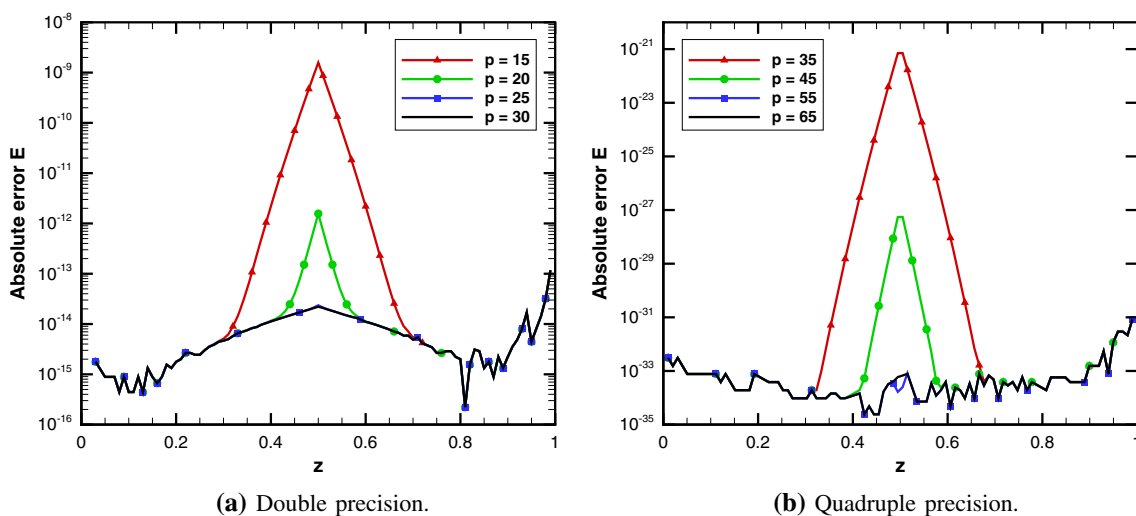 10-8
10-9
10-10
10-11
10-12
10-13
10-14
10-15
10-16
Absolute error E
0 0.2 0.4 0.6 0.8 1
z
p = 15
p = 20
p = 25
p = 30
(a) Double precision.
10-21
10-23
10-25
10-27
10-29
10-31
10-33
10-35
Absolute error E
0 0.2 0.4 0.6 0.8 1
z
p = 35
p = 45
p = 55
p = 65
(b) Quadruple precision.